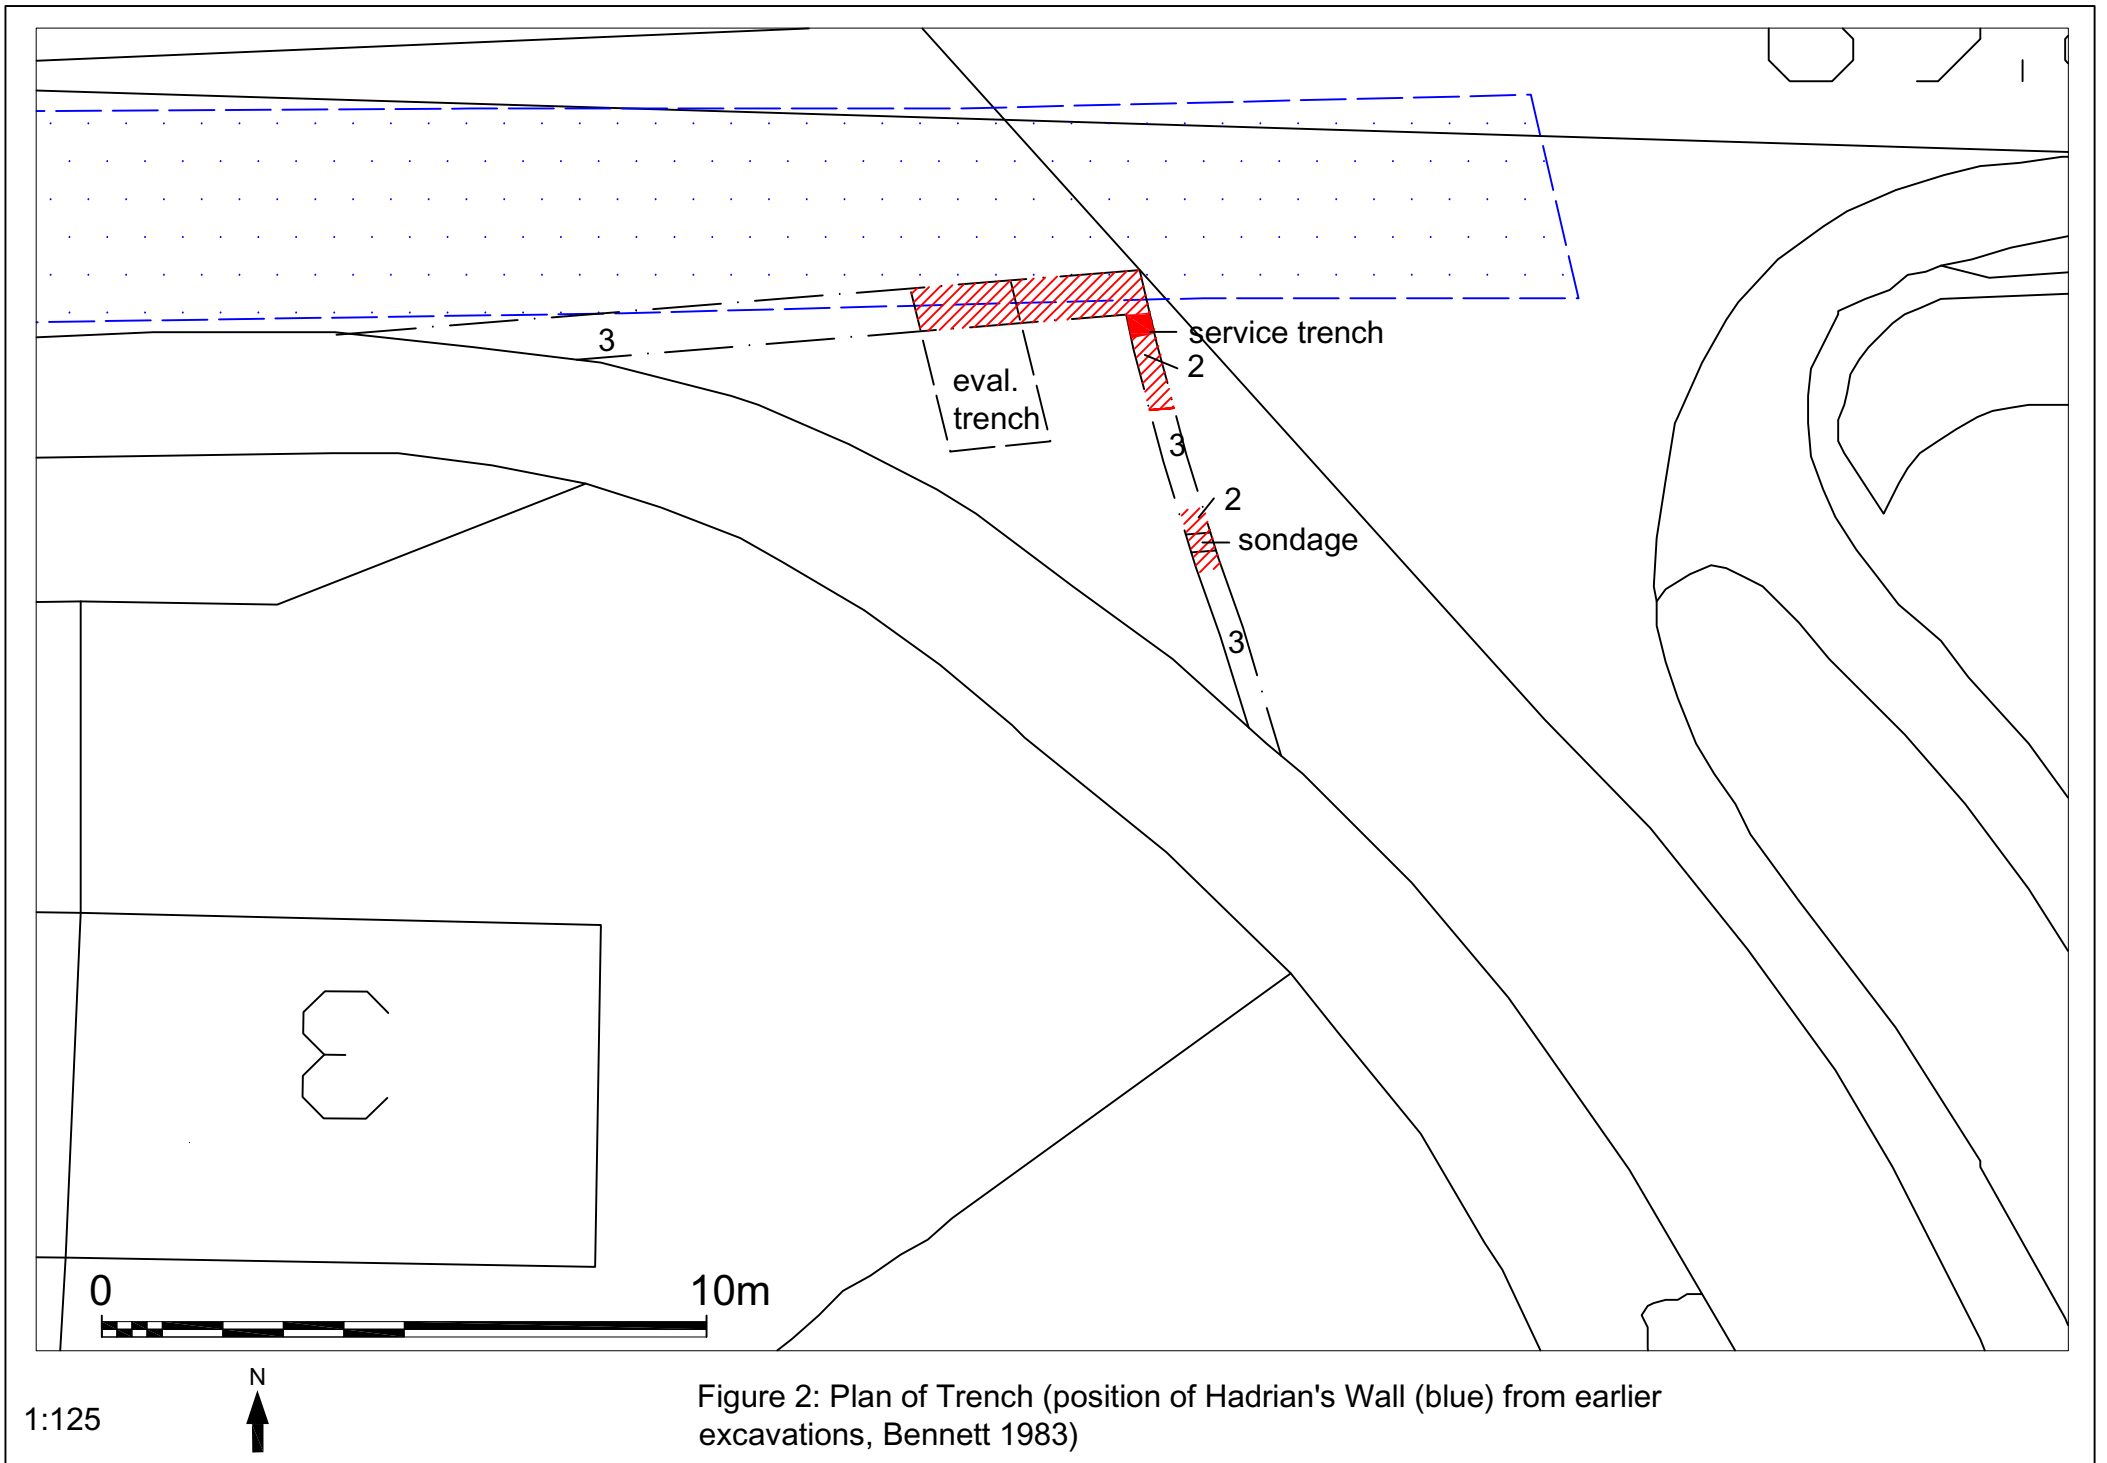 3
service trench
2
eval.
trench
3
2
sondage
3
3
0
10m
N
1:125
Figure 2: Plan of Trench (position of Hadrian's Wall (blue) from earlier
excavations, Bennett 1983)